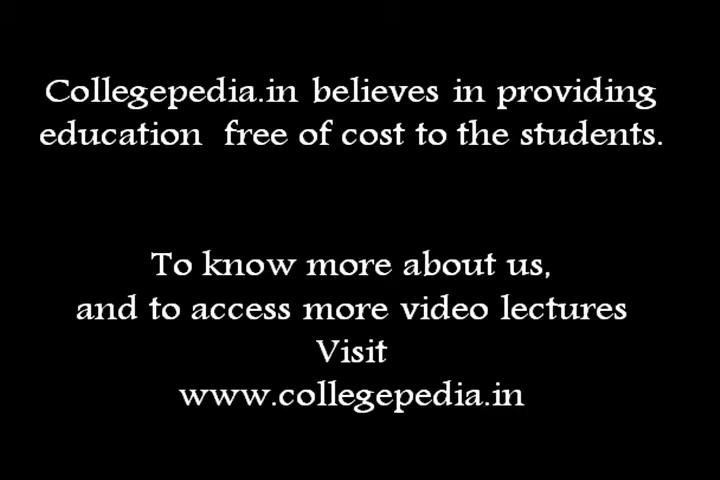 Collegepedia.in believes in providing
education  free of cost to the students.
To know more about us,
and to access more video lectures
Visit
www.collegepedia.in